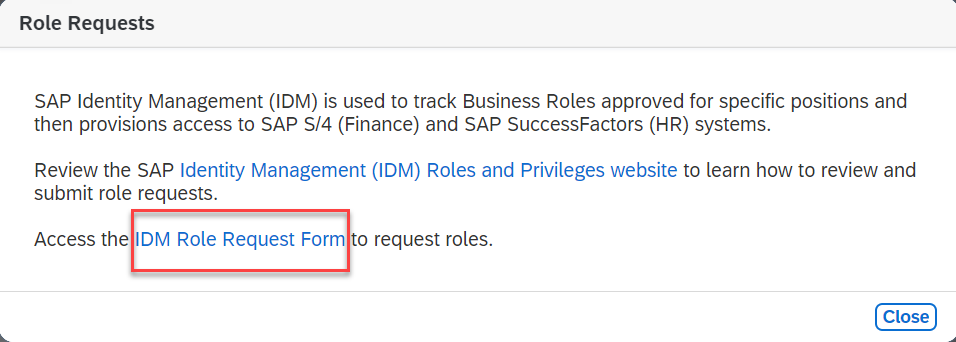 Role Requests
SAP Identity Management (IDM) is used to track Business Roles approved for specific positions and
then provisions access to SAP S/4 (Finance) and SAP SuccessFactors (HR) systems.
Review the SAP Identity Management (IDM) Roles and Privileges website to learn how to review and
submit role requests.
Access the IDM Role Request Form to request roles.
Close